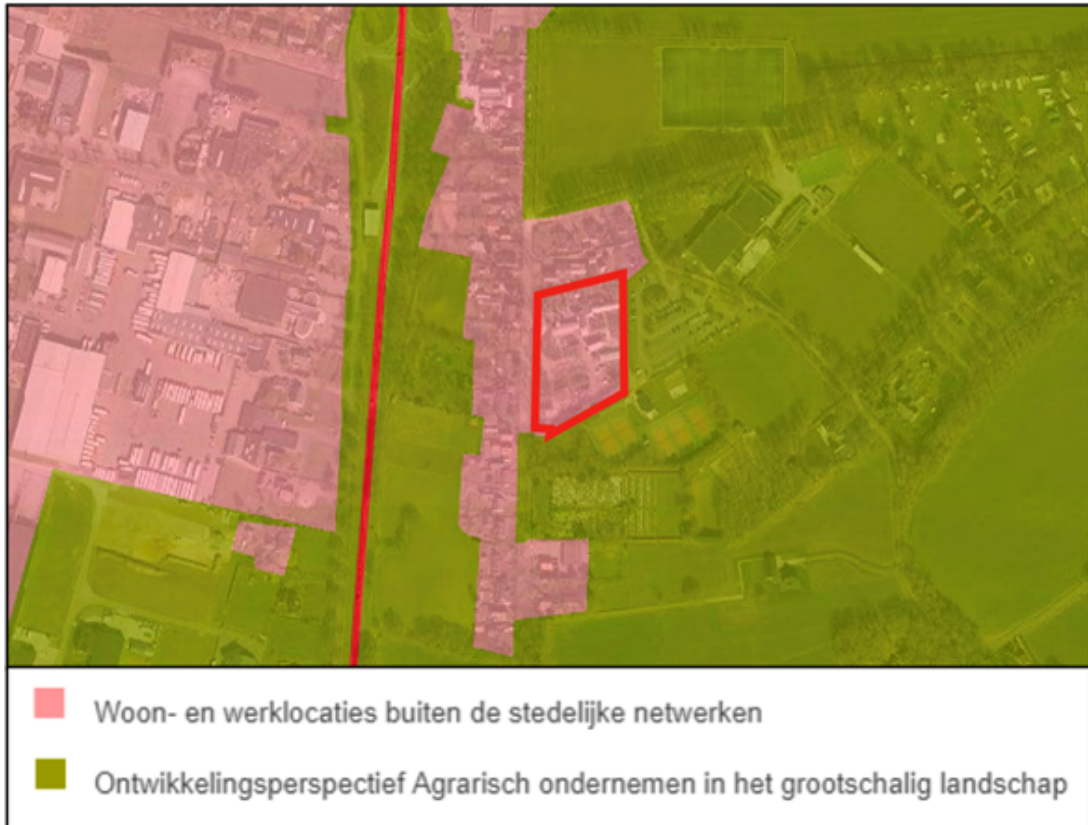 Woon- en werklocaties buiten de stedelijke netwerken
Ontwikkelingsperspectief Agrarisch ondernemen in het grootschalig landschap